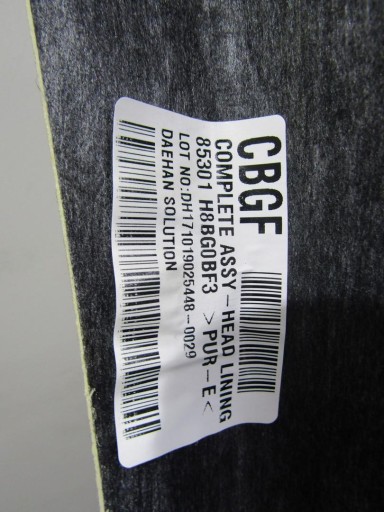 CBGF
COMPLETE ASSY-HEAD LINING
85301 H8BG0BF3 >PUR-E<
LOT NO:DH171019025448-0029
DAEHAN SOLUTION